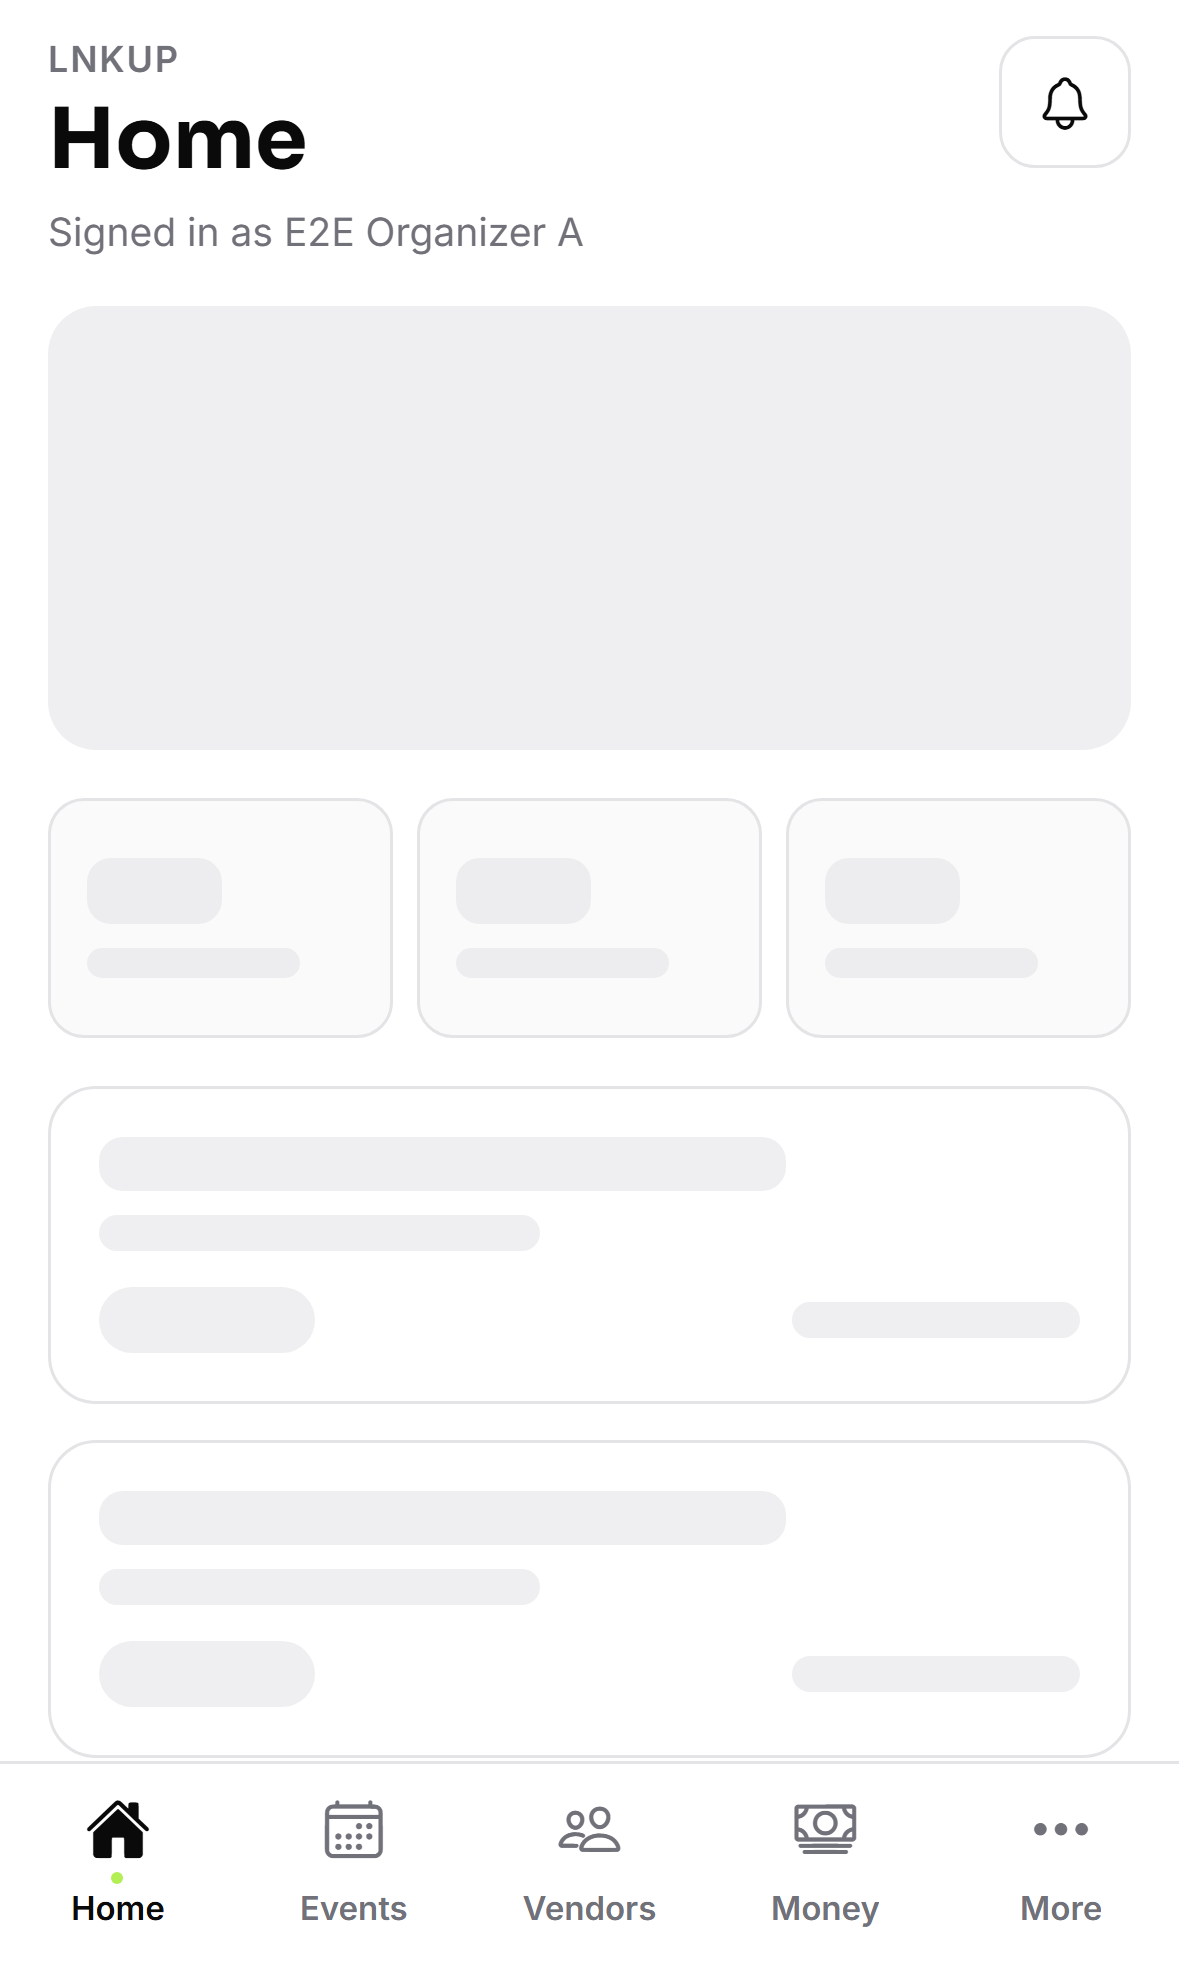 LNKUP
Home
Signed in as E2E Organizer A
Home
Events
Vendors
Money
More